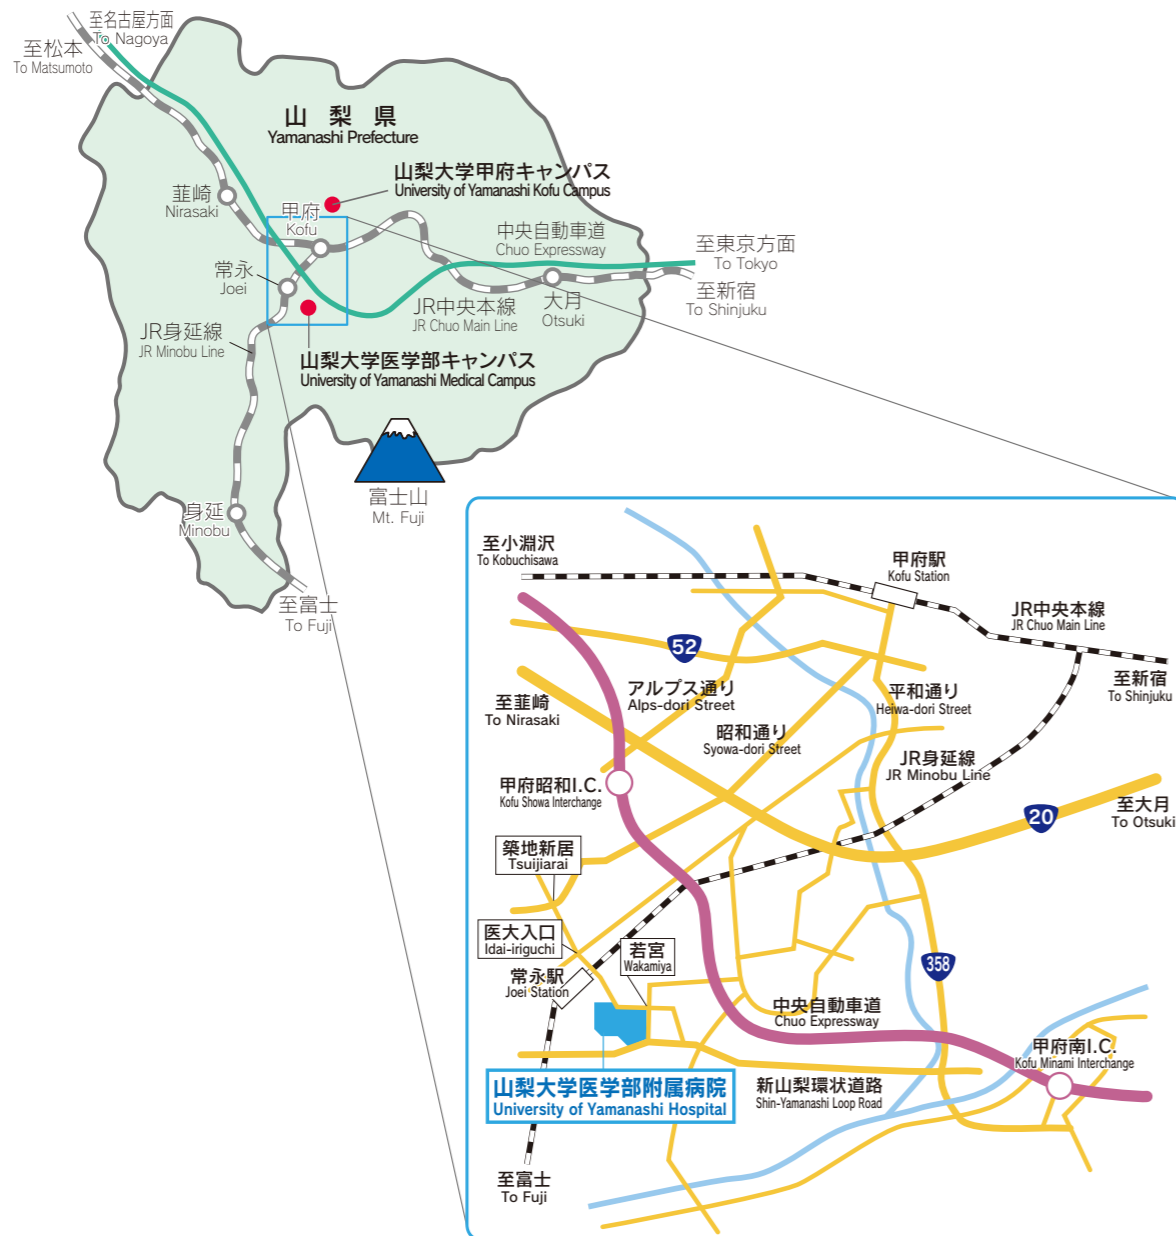 至名古屋方面
To Nagoya
至松本
To Matsumoto
山 梨 県
Yamanashi Prefecture
山梨大学甲府キャンパス
University of Yamanashi Kofu Campus
韮崎
Nirasaki
甲府
Kofu
中央自動車道
Chuo Expressway
至東京方面
To Tokyo
常永
Joei
至新宿
To Shinjuku
大月
Otsuki
JR中央本線
JR Chuo Main Line
JR身延線
JR Minobu Line
山梨大学医学部キャンパス
University of Yamanashi Medical Campus
富士山
Mt. Fuji
身延
Minobu
至富士
To Fuji
至小淵沢
To Kobuchisawa
甲府駅
Kofu Station
JR中央本線
JR Chuo Main Line
52
至新宿
To Shinjuku
アルプス通り
Alps-dori Street
平和通り
Heiwa-dori Street
至韮崎
To Nirasaki
昭和通り
Syowa-dori Street
JR身延線
JR Minobu Line
甲府昭和I.C.
Kofu Showa Interchange
至大月
To Otsuki
20
築地新居
Tsuijiarai
医大入口
Idai-iriguchi
若宮
Wakamiya
358
常永駅
Joei Station
中央自動車道
Chuo Expressway
甲府南I.C.
Kofu Minami Interchange
山梨大学医学部附属病院
University of Yamanashi Hospital
新山梨環状道路
Shin-Yamanashi Loop Road
至富士
To Fuji